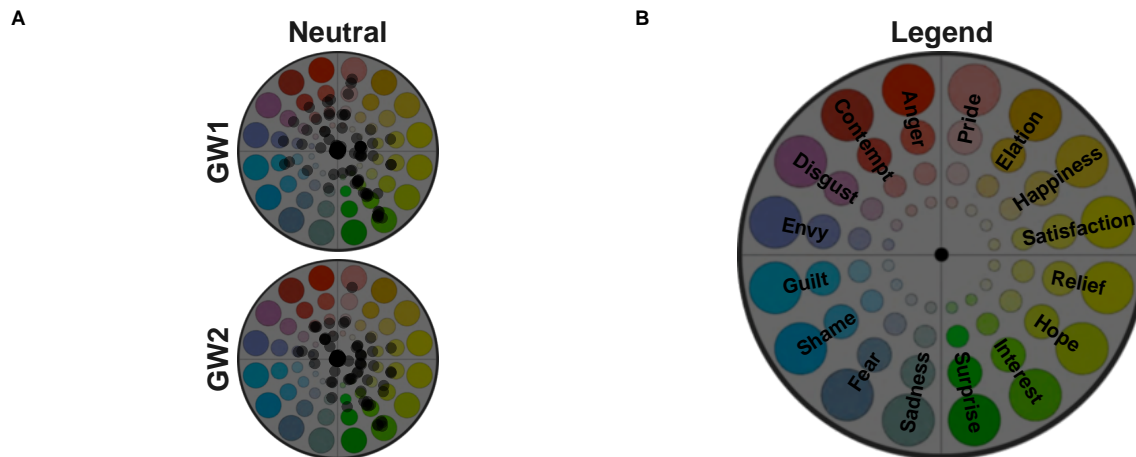 A
Neutral
GW1
GW2
B
Legend
Anger
Pride
Contempt
Elation
Disgust
Happiness
Envy
Satisfaction
Guilt
Relief
Shame
Hope
Fear
Interest
Sadness
Surprise